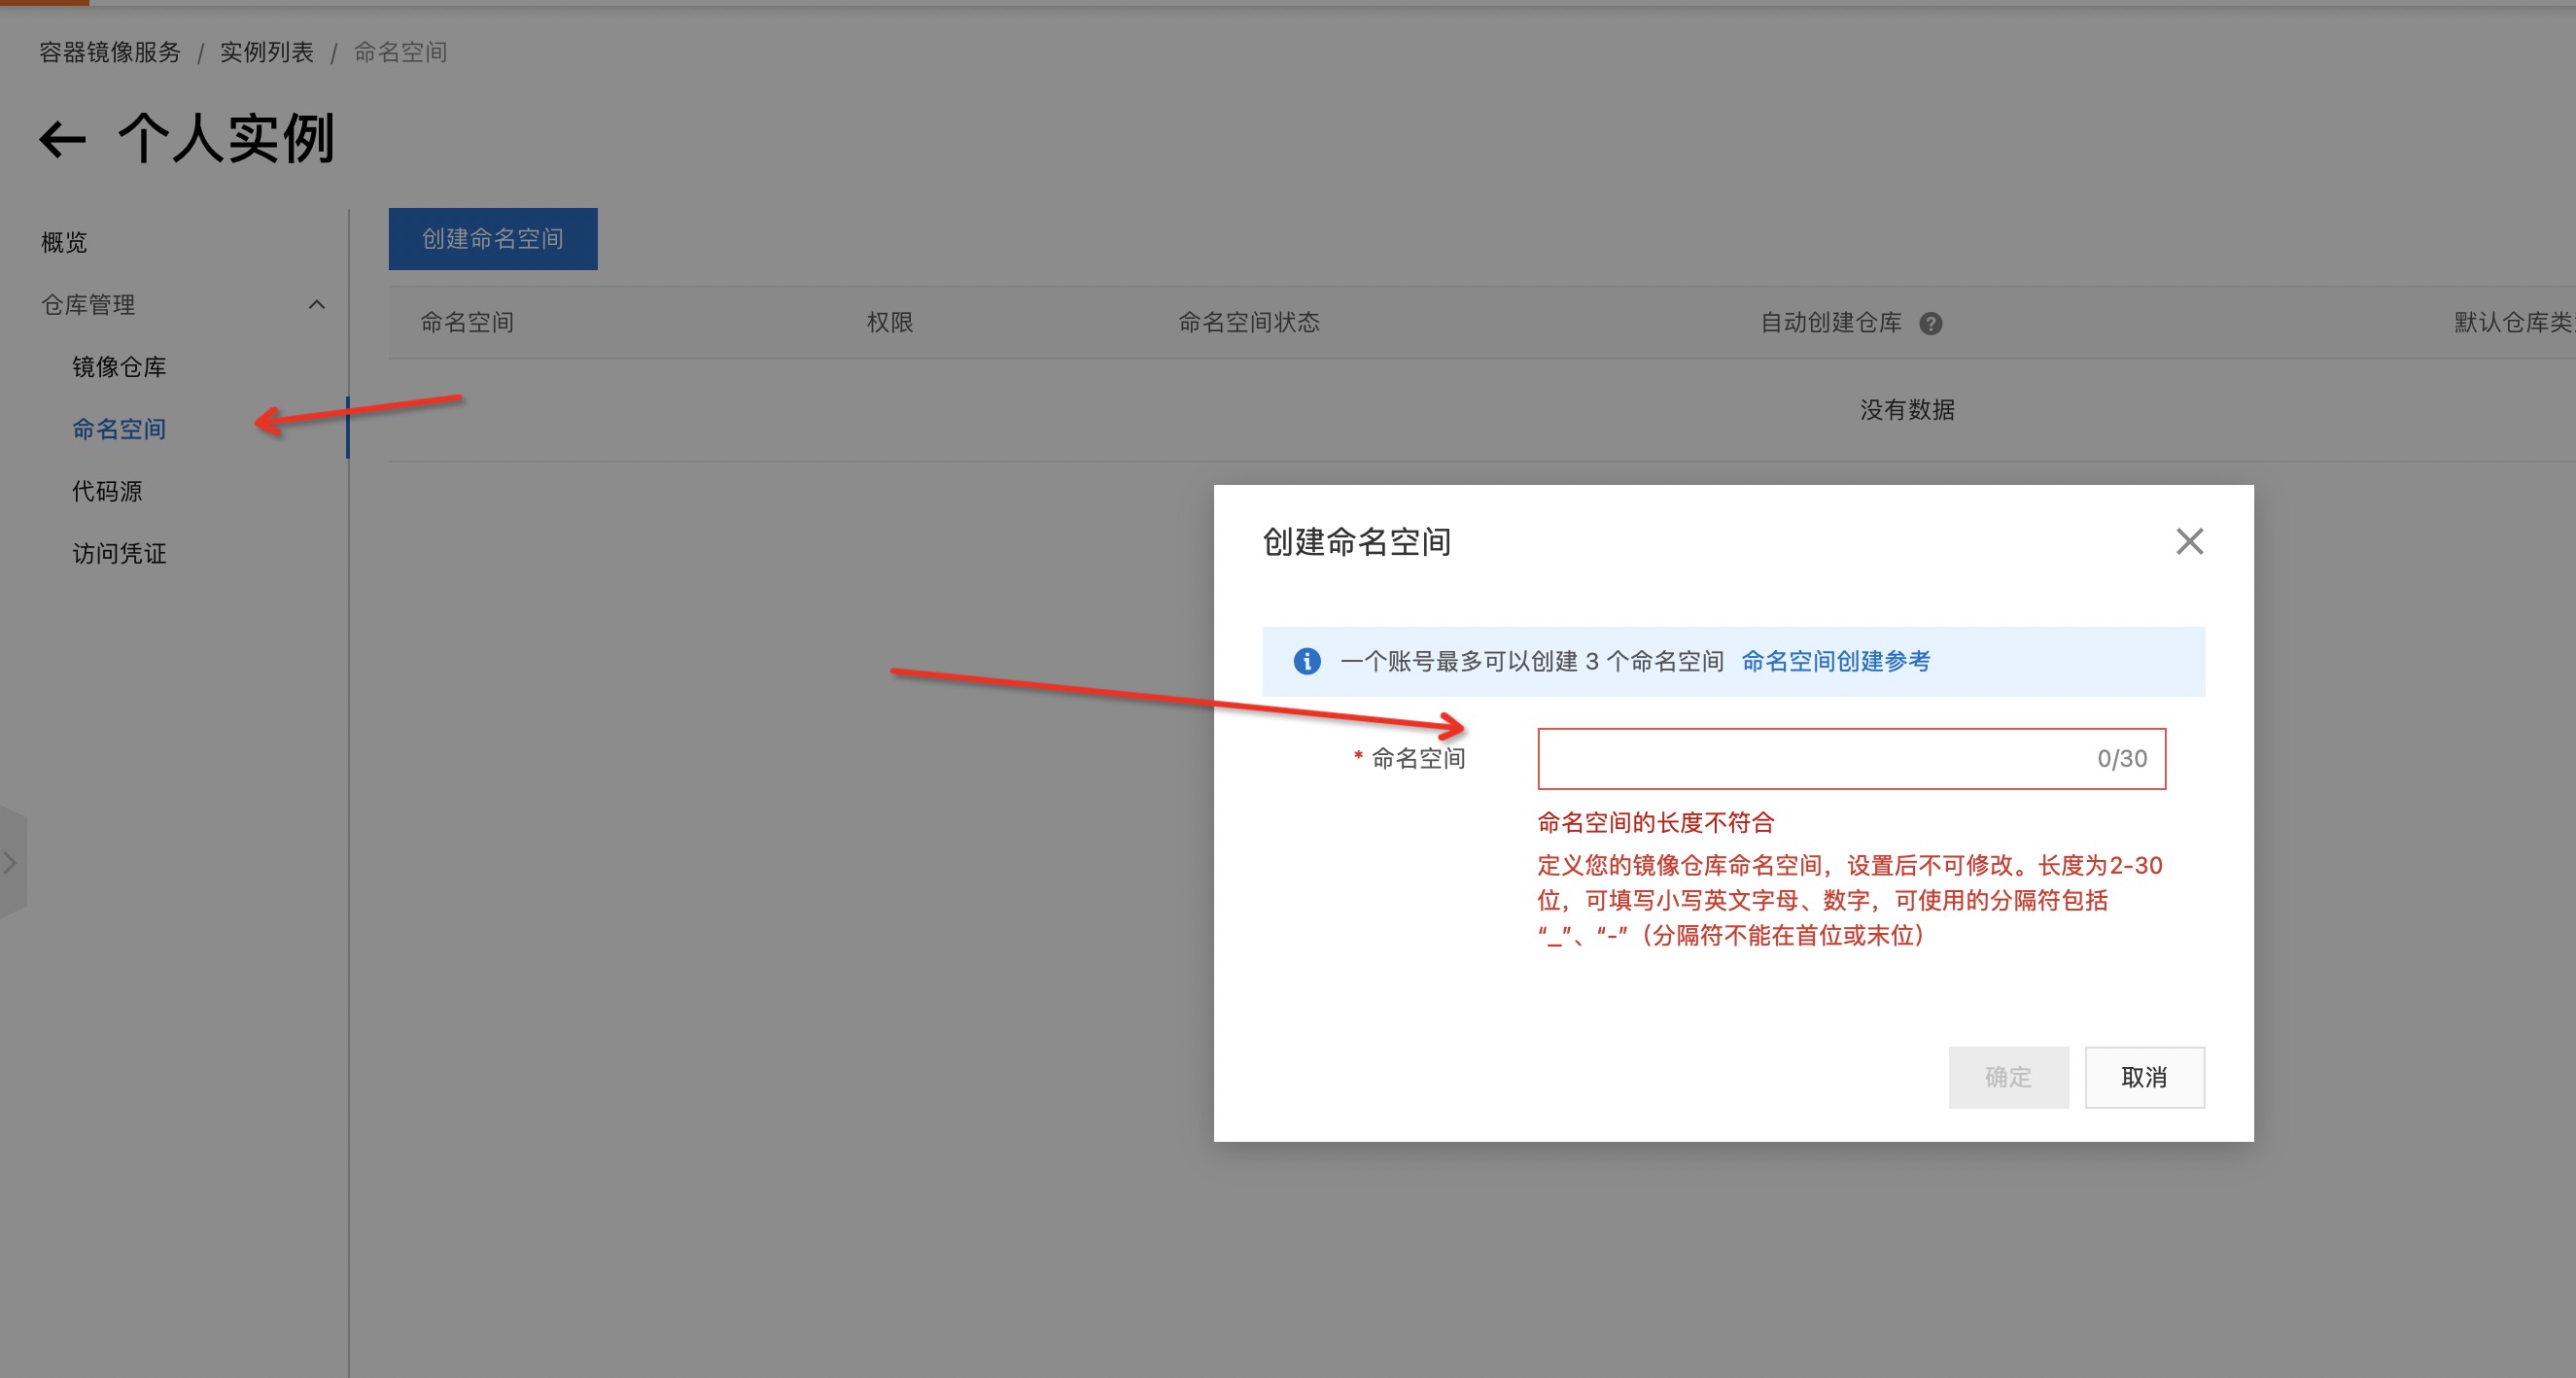 容器镜像服务 / 实例列表 / 命名空间
个人实例
概览
仓库管理
镜像仓库
命名空间
代码源
访问凭证
创建命名空间
命名空间 权限 命名空间状态 自动创建仓库 默认仓库类
没有数据
创建命名空间
一个账号最多可以创建 3 个命名空间 命名空间创建参考
* 命名空间
0/30
命名空间的长度不符合
定义您的镜像仓库命名空间，设置后不可修改。长度为2-30
位，可填写小写英文字母、数字，可使用的分隔符包括
“_”、“-”（分隔符不能在首位或末位）
确定 取消